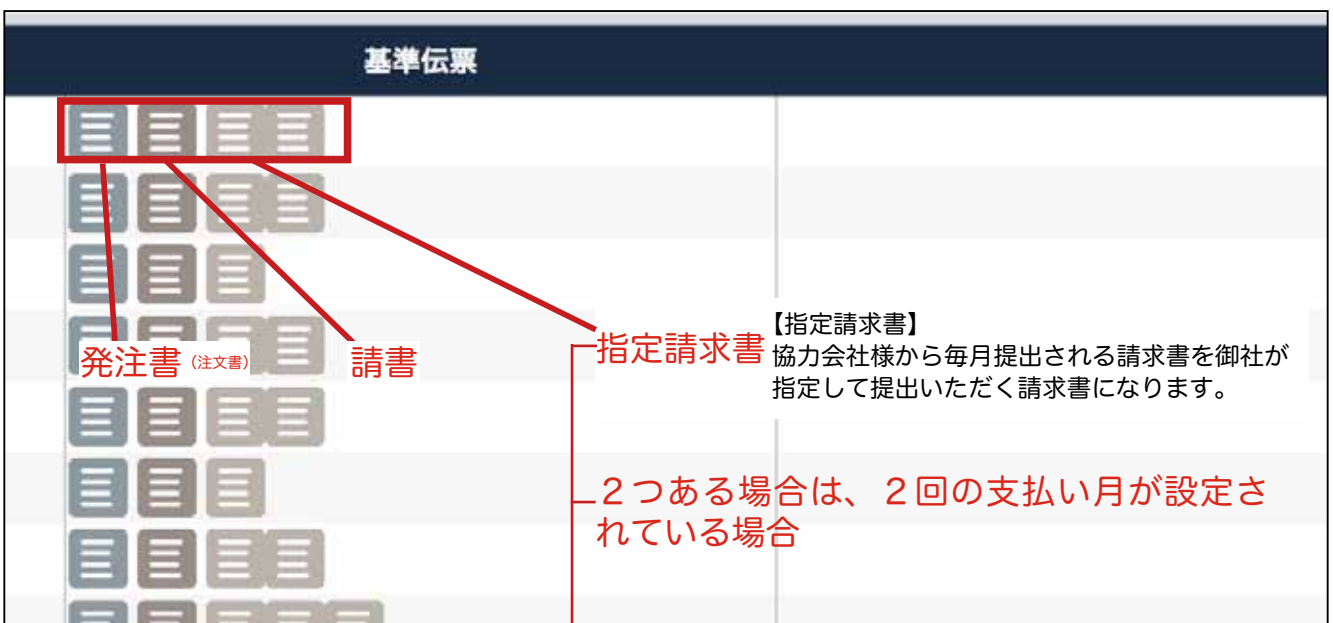 基準伝票
発注書（注文書）
請書
指定請求書
【指定請求書】
協力会社様から毎月提出される請求書を御社が
指定して提出いただく請求書になります。
２つある場合は、２回の支払い月が設定さ
れている場合